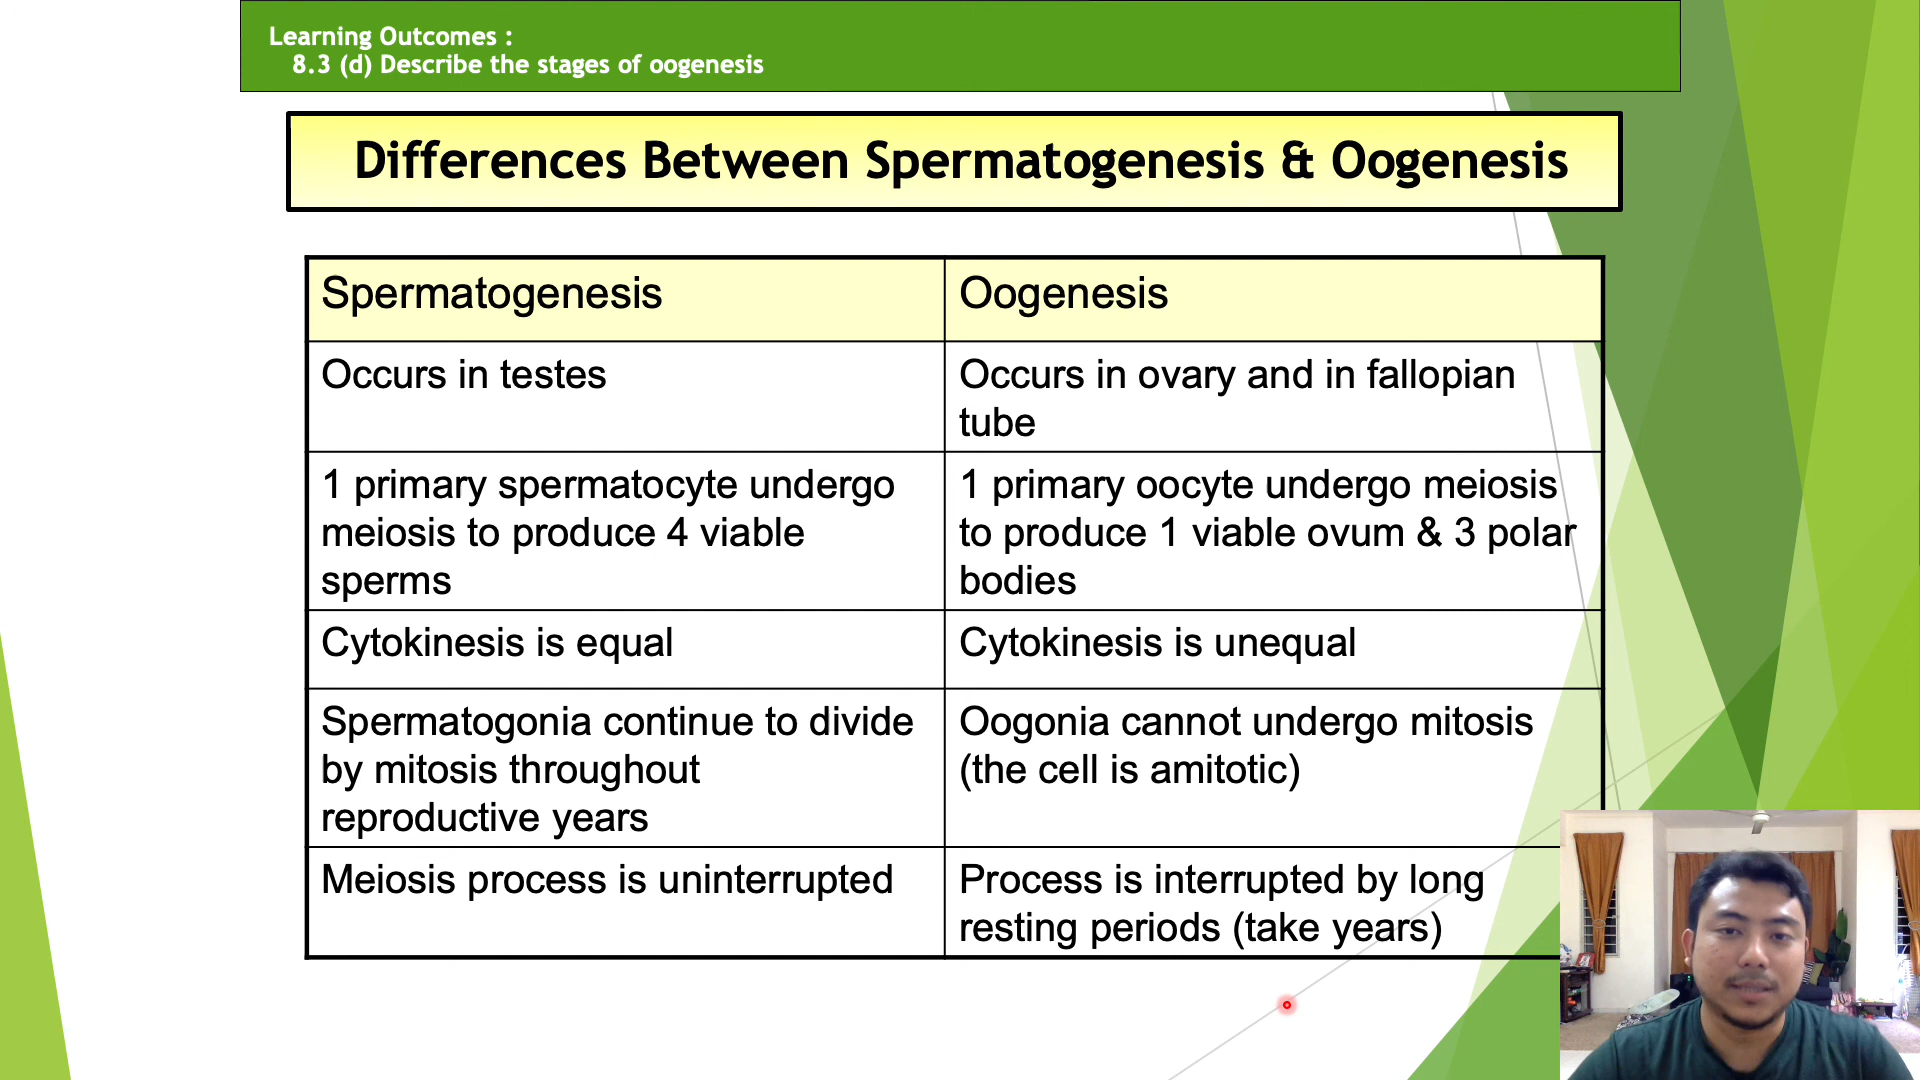 Learning Outcomes :
8.3 (d) Describe the stages of oogenesis
Differences Between Spermatogenesis & Oogenesis
Spermatogenesis
Oogenesis
Occurs in testes
Occurs in ovary and in fallopian
tube
1 primary spermatocyte undergo
meiosis to produce 4 viable
sperms
1 primary oocyte undergo meiosis
to produce 1 viable ovum & 3 polar
bodies
Cytokinesis is equal
Cytokinesis is unequal
Spermatogonia continue to divide
by mitosis throughout
reproductive years
Oogonia cannot undergo mitosis
(the cell is amitotic)
Meiosis process is uninterrupted
Process is interrupted by long
resting periods (take years)